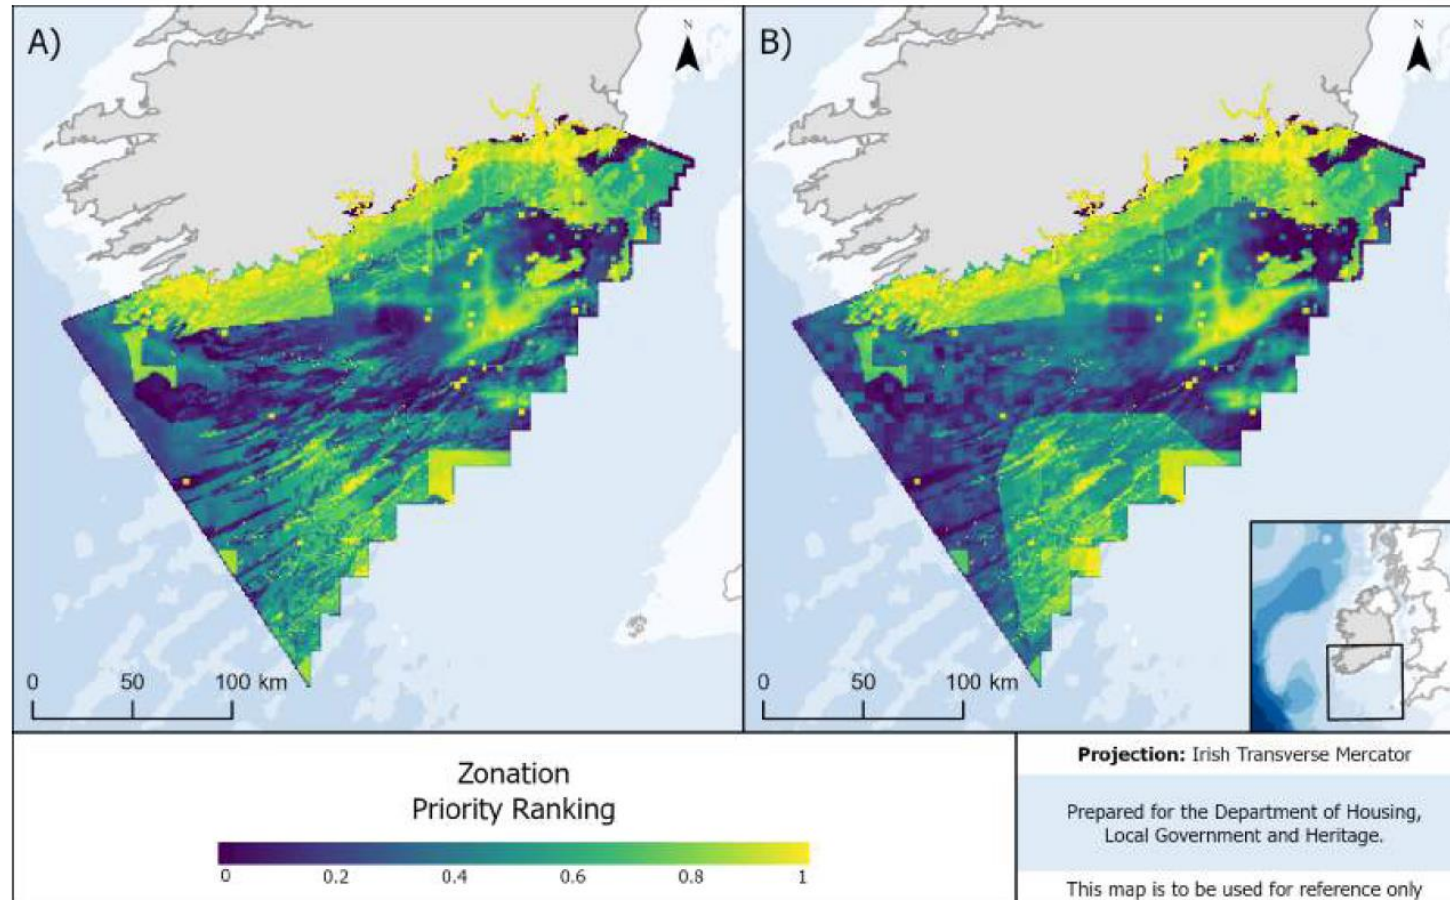 A)
N
B)
N
0 50 100 km
0 50 100 km
Zonation
Priority Ranking
0 0.2 0.4 0.6 0.8 1
Projection: Irish Transverse Mercator
Prepared for the Department of Housing,
Local Government and Heritage.
This map is to be used for reference only